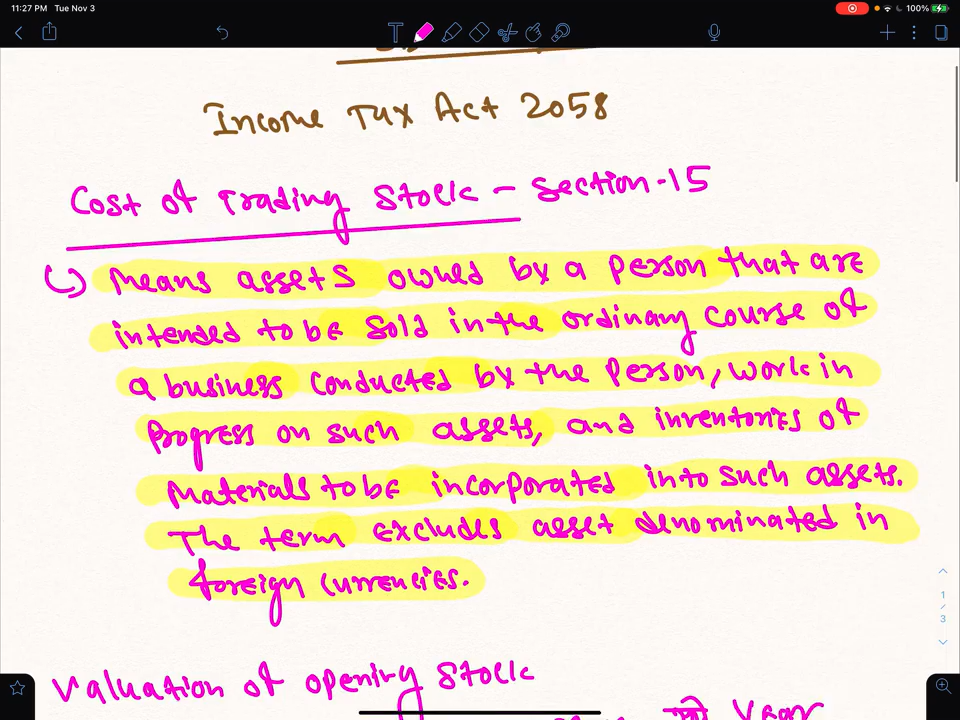 11:27 PM Tue Nov 3
100%
Income Tax Act 2058
Cost of Trading Stock - Section-15
Means assets owned by a person that are
intended to be sold in the ordinary course of
a business conducted by the person, work in
progress on such assets, and inventories of
Materials to be incorporated into such assets.
The term excludes asset denominated in
foreign currencies.
1
/
3
Valuation of opening Stock
Year